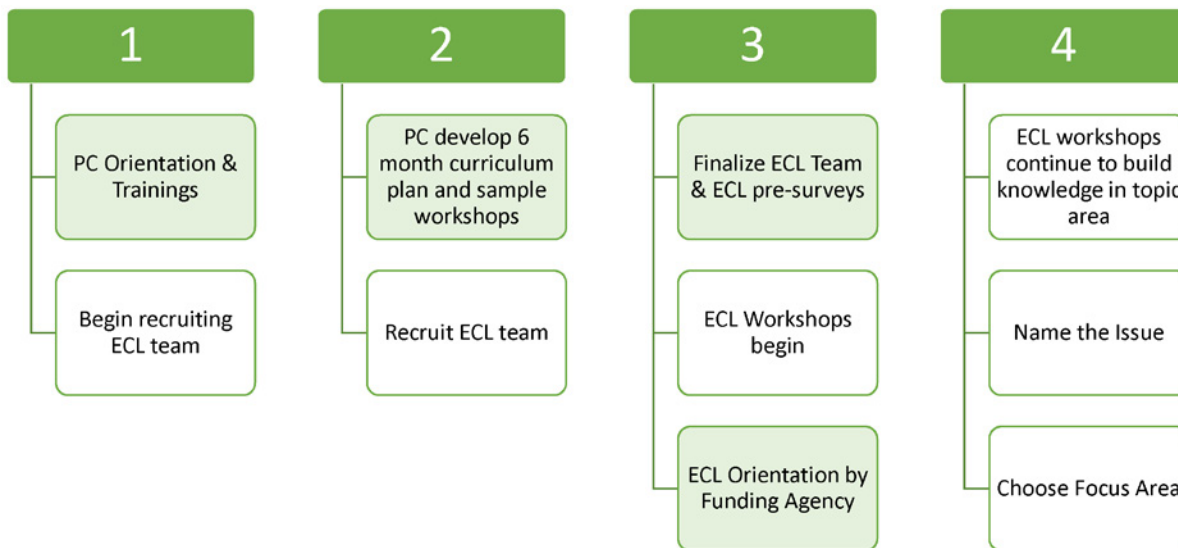 1
PC Orientation &
Trainings
Begin recruiting
ECL team
2
PC develop 6
month curriculum
plan and sample
workshops
Recruit ECL team
3
Finalize ECL Team
& ECL pre-surveys
ECL Workshops
begin
ECL Orientation by
Funding Agency
4
ECL workshops
continue to build
knowledge in topic
area
Name the Issue
Choose Focus Area